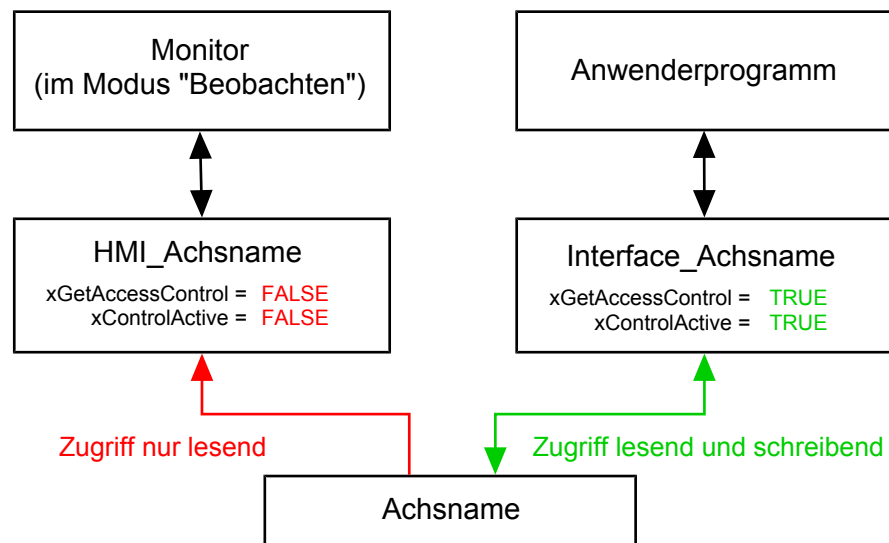 Monitor
(im Modus "Beobachten")
Anwenderprogramm
HMI_Achsname
xGetAccessControl = FALSE
xControlActive = FALSE
Interface_Achsname
xGetAccessControl = TRUE
xControlActive = TRUE
Zugriff nur lesend
Zugriff lesend und schreibend
Achsname